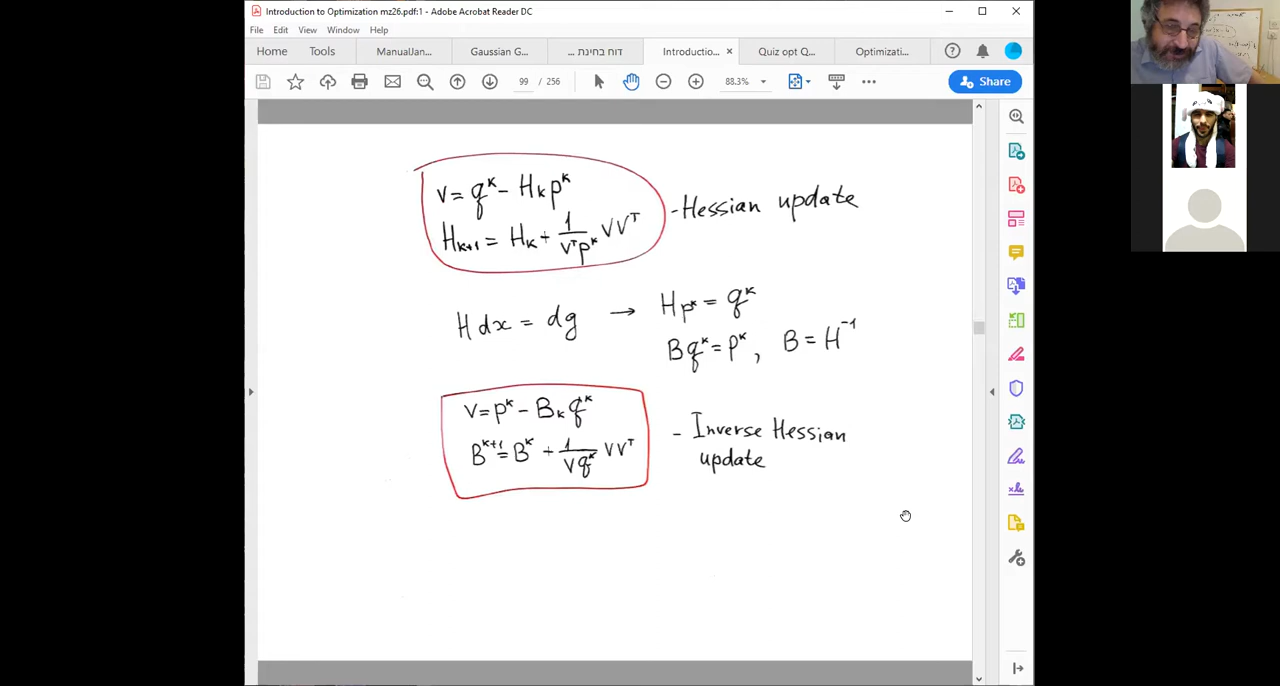 Introduction to Optimization mz26.pdf:1 - Adobe Acrobat Reader DC
File Edit View Window Help
Home Tools ManualJan... Gaussian G... דוח בחינת ... Introductio... × Quiz opt Q... Optimizati...
99 / 256 88.3% Share
v = q^k - H_k p^k
H_{k+1} = H_k + 1/(v^T p^k) v v^T
- Hessian update
H dx = dg → H p^k = q^k
B q^k = p^k , B = H^{-1}
v = p^k - B_k q^k
B^{k+1} = B^k + 1/(v q^k) v v^T
- Inverse Hessian
update